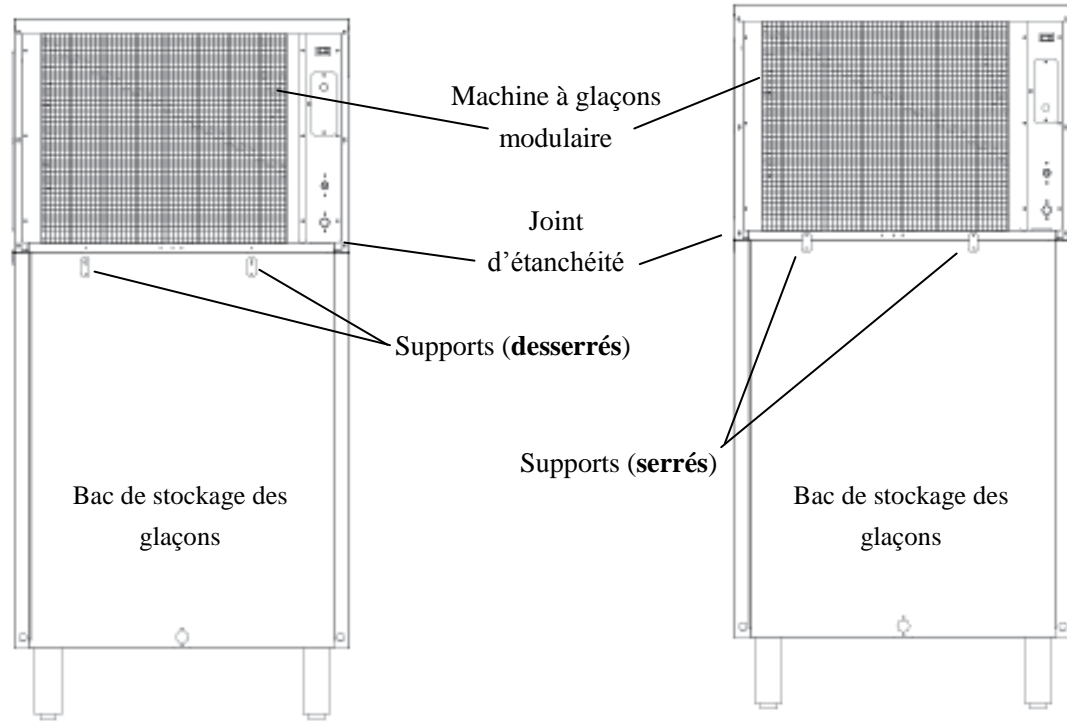 Machine à glaçons
modulaire
Joint
d’étanchéité
Supports (desserrés)
Supports (serrés)
Bac de stockage des
glaçons
Bac de stockage des
glaçons